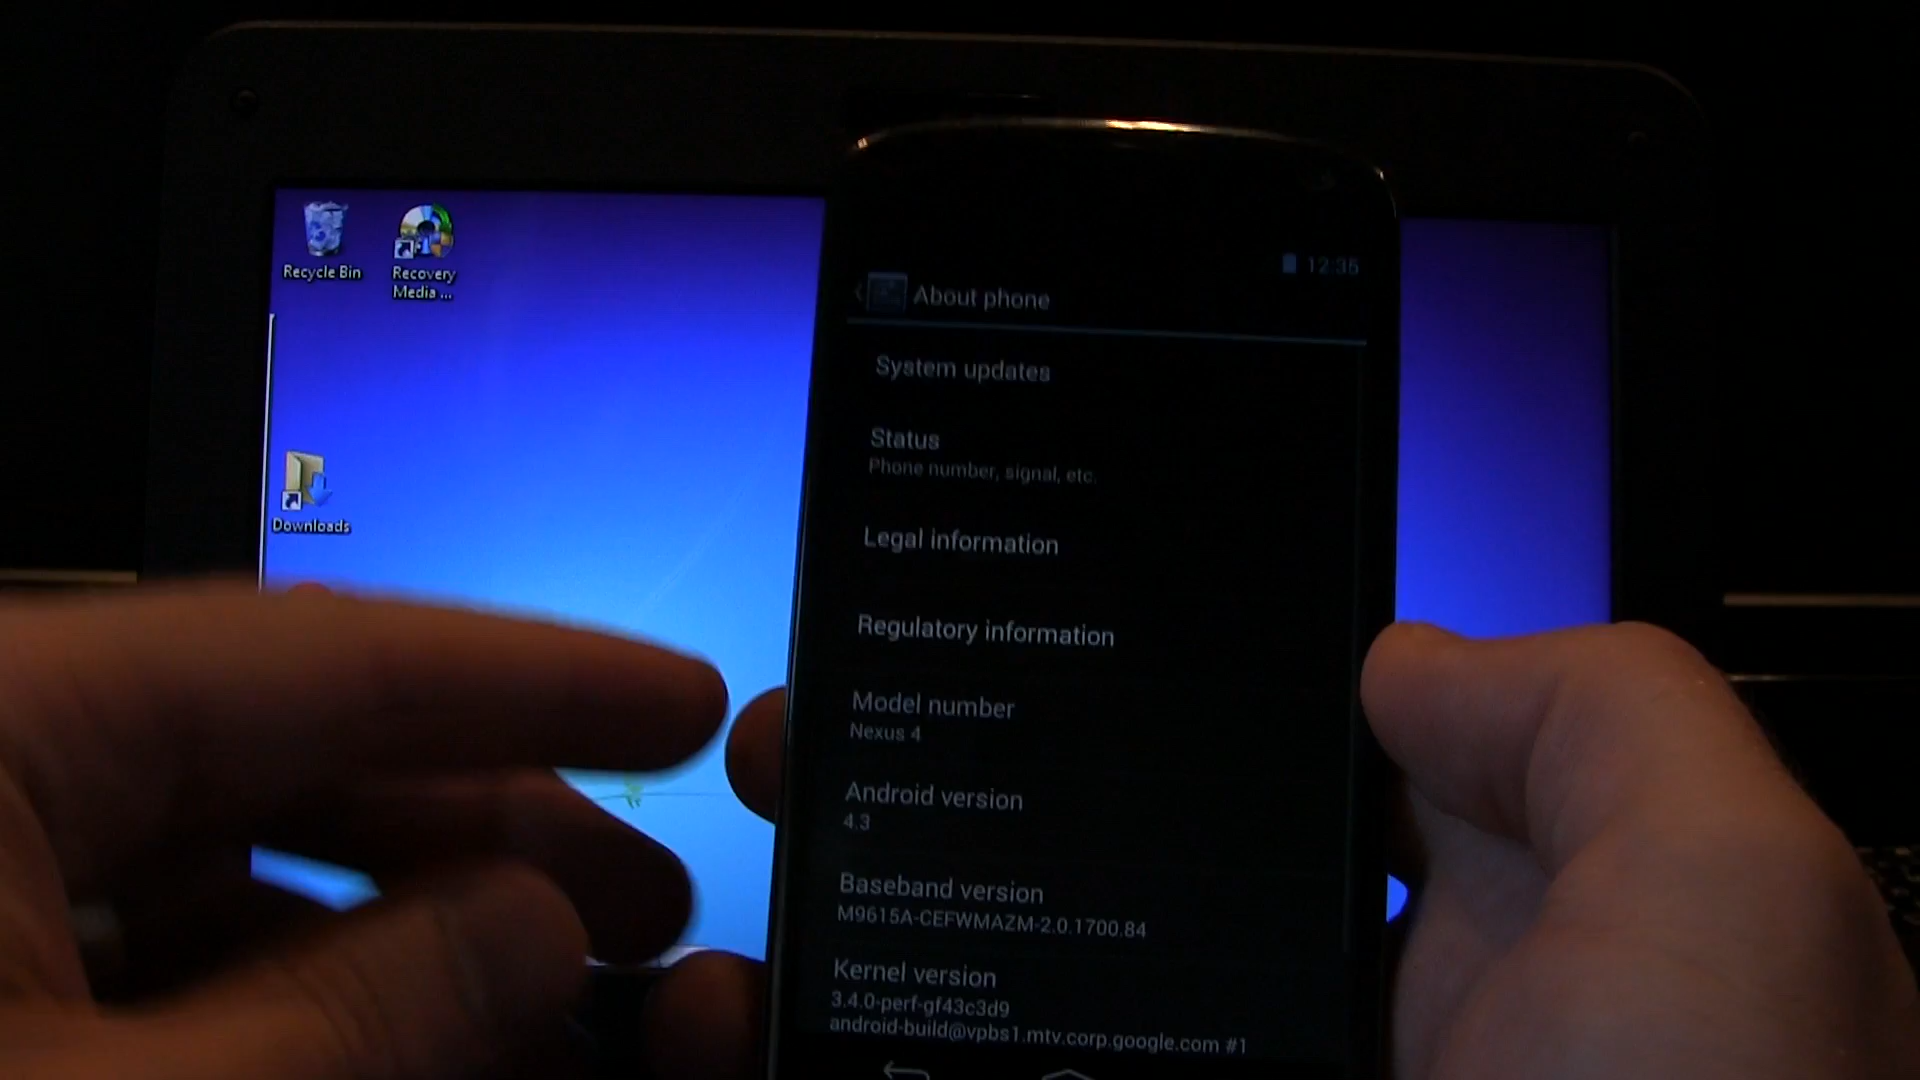 Recycle Bin
Recovery
Media ...
Downloads
12:35
About phone
System updates
Status
Phone number, signal, etc.
Legal information
Regulatory information
Model number
Nexus 4
Android version
4.3
Baseband version
M9615A-CEFWMAZM-2.0.1700.84
Kernel version
3.4.0-perf-gf43c3d9
android-build@vpbs1.mtv.corp.google.com #1